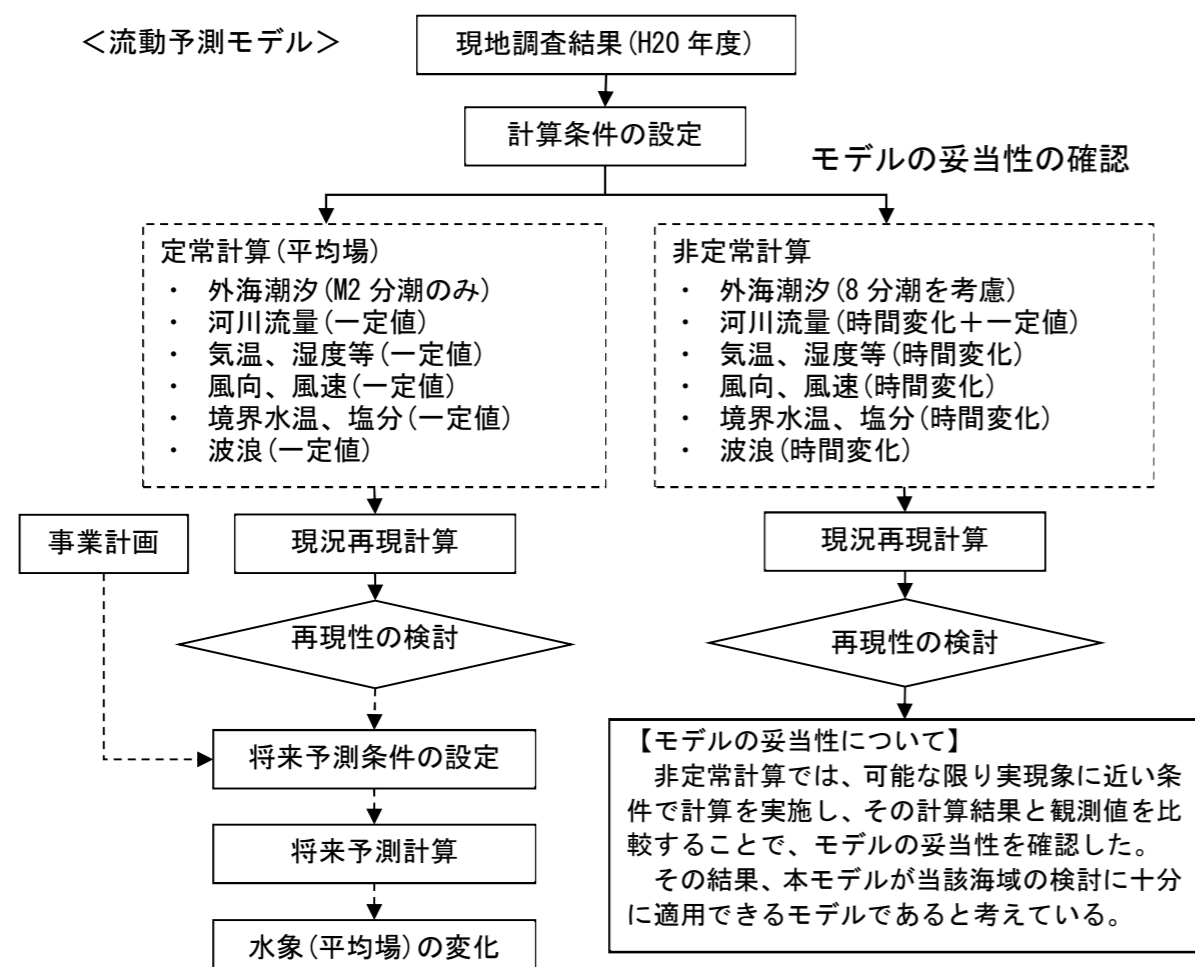 <流動予測モデル>
現地調査結果(H20 年度)
計算条件の設定
モデルの妥当性の確認
定常計算(平均場)
・ 外海潮汐(M2 分潮のみ)
・ 河川流量(一定値)
・ 気温、湿度等(一定値)
・ 風向、風速(一定値)
・ 境界水温、塩分(一定値)
・ 波浪(一定値)
非定常計算
・ 外海潮汐(8 分潮を考慮)
・ 河川流量(時間変化+一定値)
・ 気温、湿度等(時間変化)
・ 風向、風速(時間変化)
・ 境界水温、塩分(時間変化)
・ 波浪(時間変化)
事業計画
現況再現計算
現況再現計算
再現性の検討
再現性の検討
将来予測条件の設定
将来予測計算
水象(平均場)の変化
【モデルの妥当性について】
非定常計算では、可能な限り実現象に近い条
件で計算を実施し、その計算結果と観測値を比
較することで、モデルの妥当性を確認した。
その結果、本モデルが当該海域の検討に十分
に適用できるモデルであると考えている。